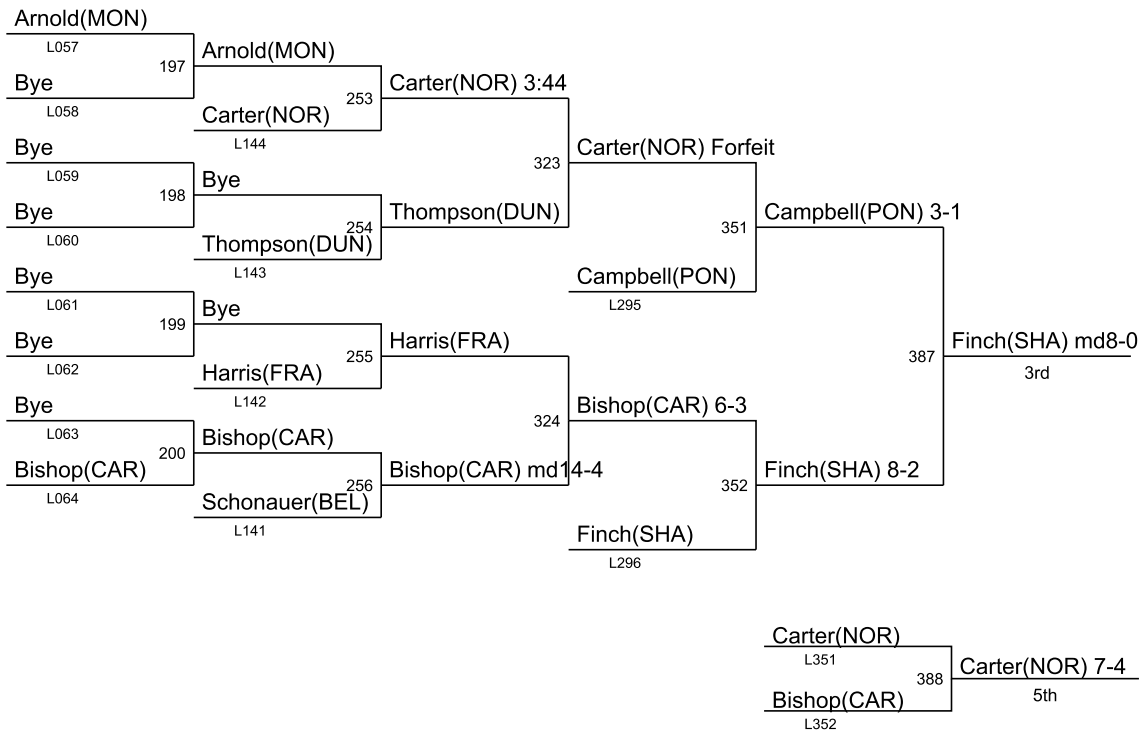 Arnold(MON)
L057
197
Bye
L058
Bye
L059
198
Bye
L060
Bye
L061
199
Bye
L062
Bye
L063
200
Bishop(CAR)
L064
Arnold(MON)
253
Carter(NOR)
L144
Bye
254
Thompson(DUN)
L143
Bye
255
Harris(FRA)
L142
Bishop(CAR)
256
Schonauer(BEL)
L141
Carter(NOR) 3:44
323
Thompson(DUN)
Harris(FRA)
324
Bishop(CAR) md14-4
Carter(NOR) Forfeit
351
Campbell(PON)
L295
Bishop(CAR) 6-3
352
Finch(SHA)
L296
Campbell(PON) 3-1
387
Finch(SHA) 8-2
Finch(SHA) md8-0
3rd
Carter(NOR)
L351
388
Bishop(CAR)
L352
Carter(NOR) 7-4
5th